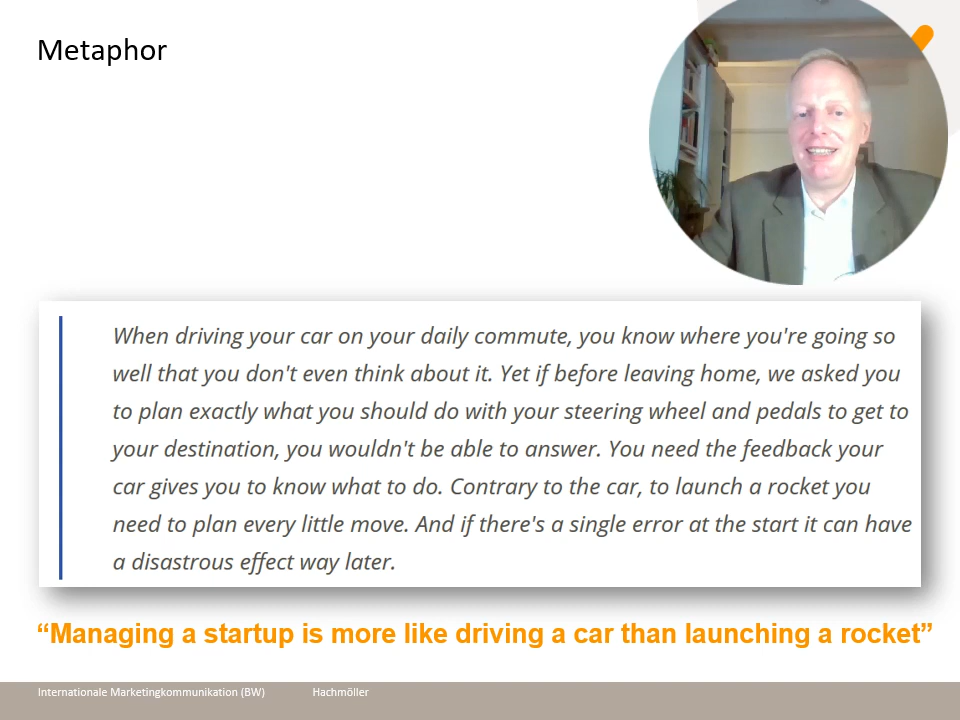 Metaphor
When driving your car on your daily commute, you know where you're going so
well that you don't even think about it. Yet if before leaving home, we asked you
to plan exactly what you should do with your steering wheel and pedals to get to
your destination, you wouldn't be able to answer. You need the feedback your
car gives you to know what to do. Contrary to the car, to launch a rocket you
need to plan every little move. And if there's a single error at the start it can have
a disastrous effect way later.
“Managing a startup is more like driving a car than launching a rocket”
Internationale Marketingkommunikation (BW) Hachmöller